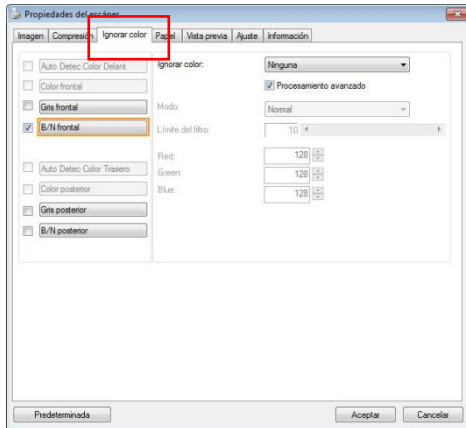 Propiedades del escáner
Imagen Compresión Ignorar color Papel Vista previa Ajuste Información
Auto Detec Color Delant
Color frontal
Gris frontal
B/N frontal
Auto Detec Color Trasero
Color posterior
Gris posterior
B/N posterior
Ignorar color: Ninguna
Procesamiento avanzado
Modo: Normal
Límite del filtro: 10
Red: 128
Green: 128
Blue: 128
Predeterminada Aceptar Cancelar